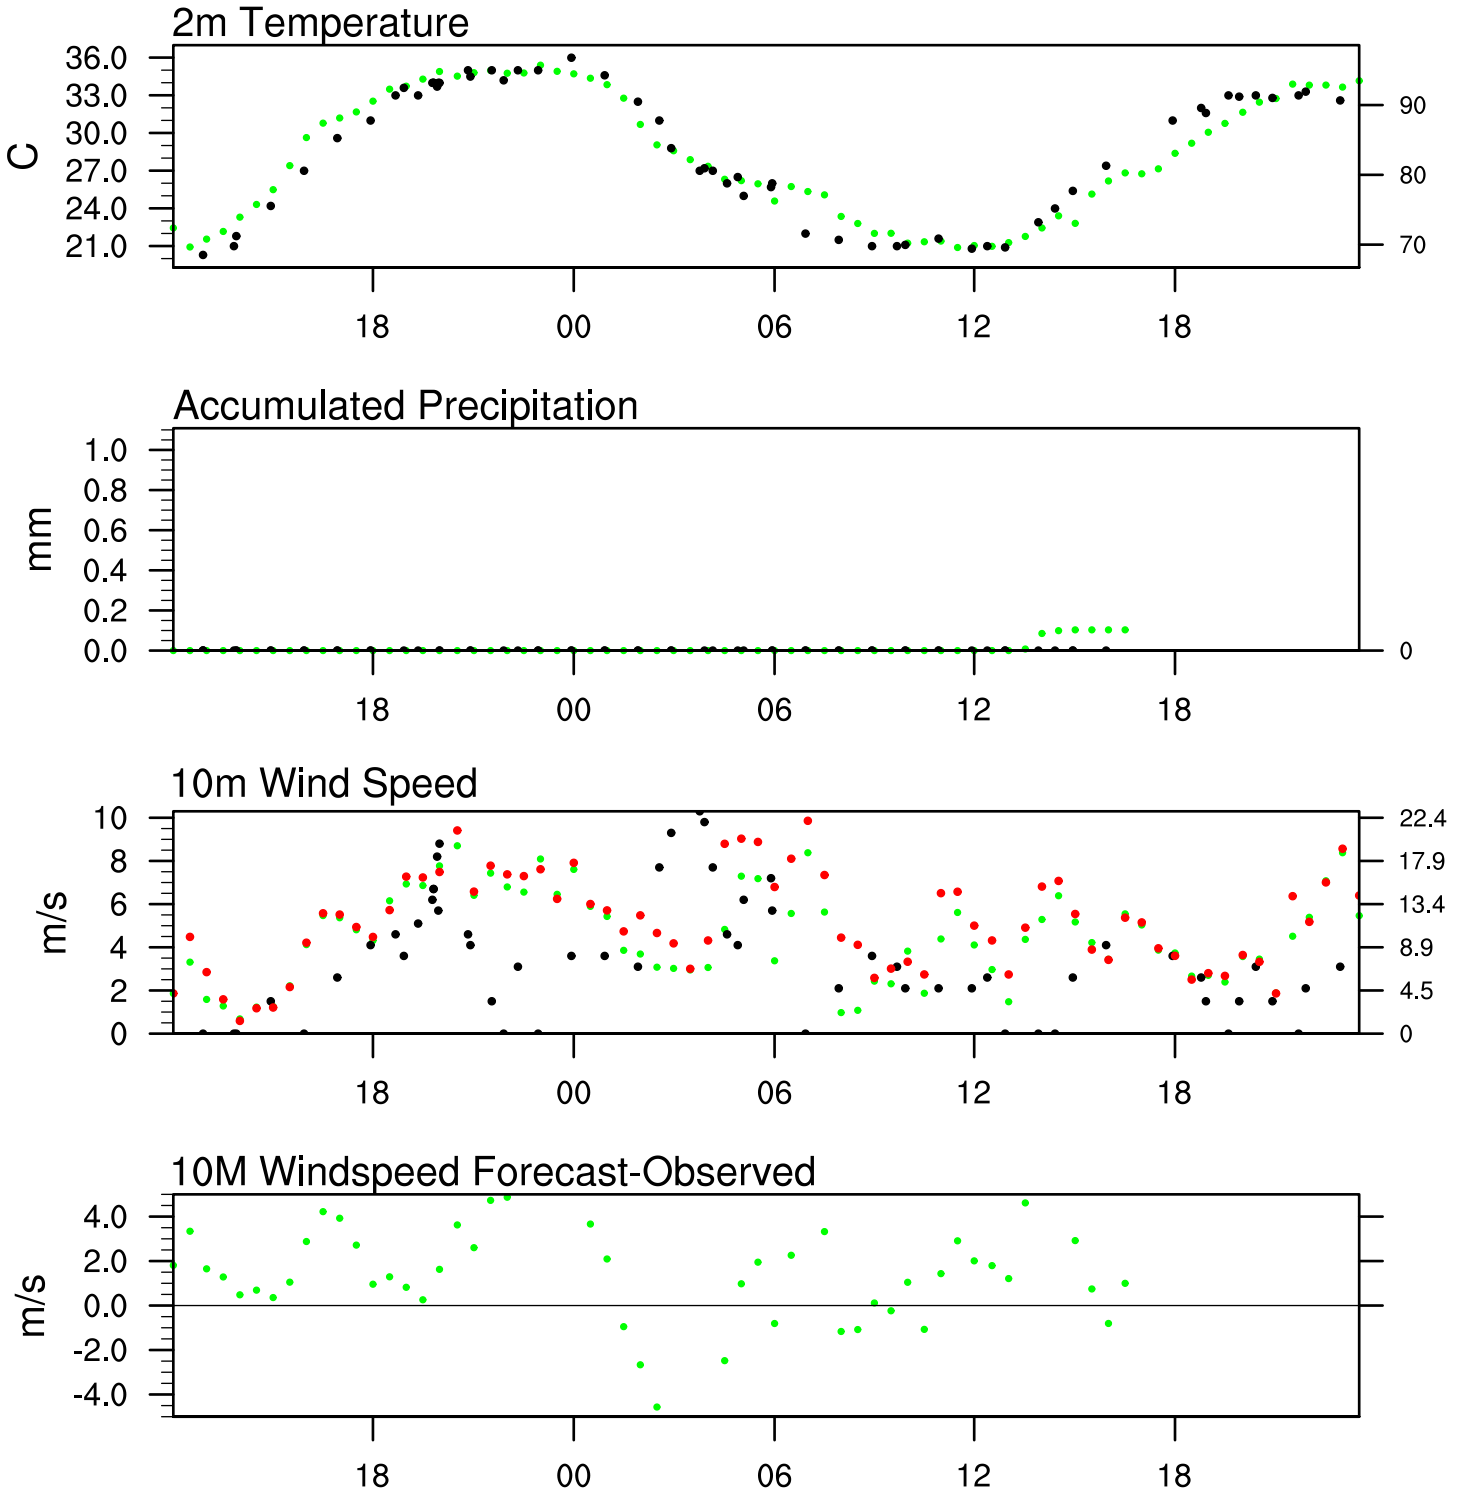 2m Temperature
36.0
33.0
30.0
27.0
24.0
21.0
C
90
80
70
18 00 06 12 18
Accumulated Precipitation
1.0
0.8
0.6
0.4
0.2
0.0
mm
0
18 00 06 12 18
10m Wind Speed
10
8
6
4
2
0
m/s
22.4
17.9
13.4
8.9
4.5
0
18 00 06 12 18
10M Windspeed Forecast-Observed
4.0
2.0
0.0
-2.0
-4.0
m/s
18 00 06 12 18